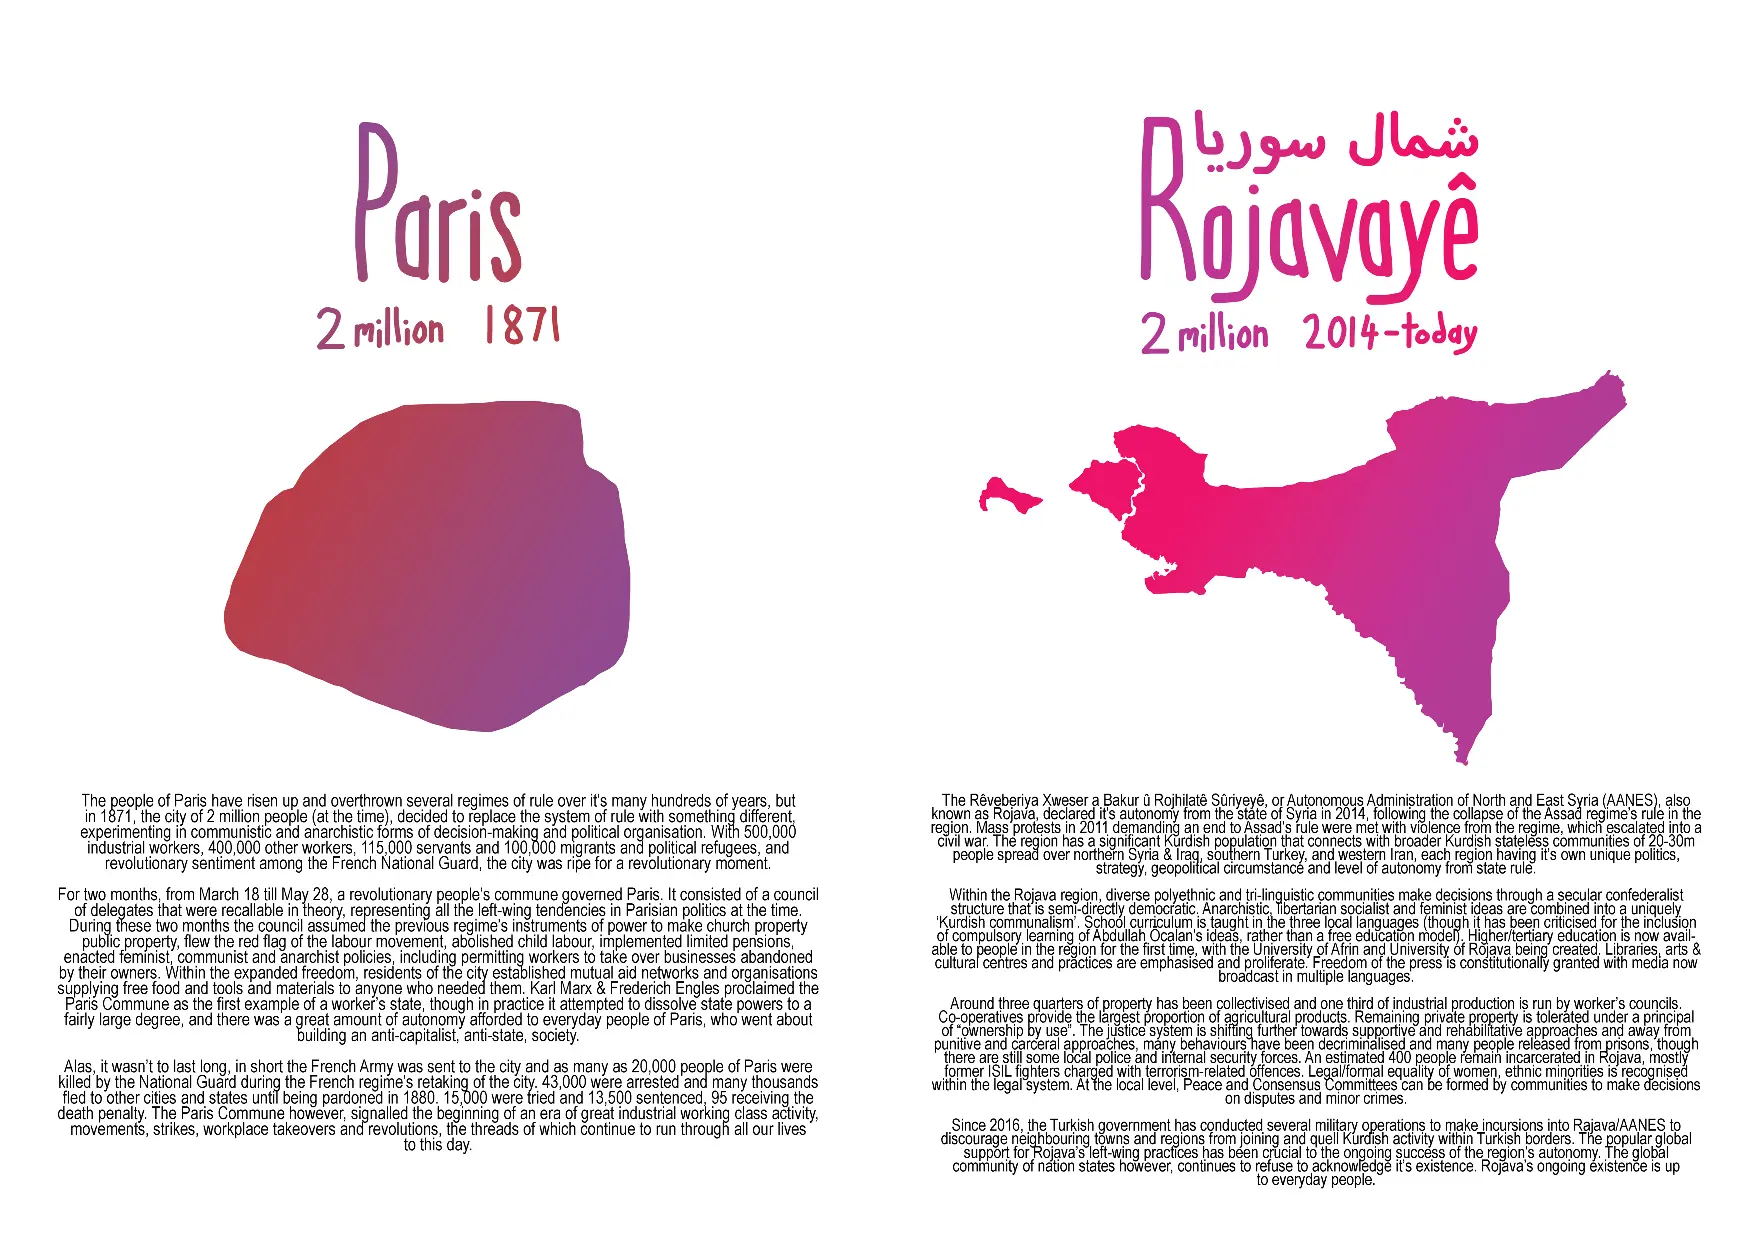 Paris
2 million 1871
The people of Paris have risen up and overthrown several regimes of rule over it's many hundreds of years, but
in 1871, the city of 2 million people (at the time), decided to replace the system of rule with something different,
experimenting in communistic and anarchistic forms of decision-making and political organisation. With 500,000
industrial workers, 400,000 other workers, 115,000 servants and 100,000 migrants and political refugees, and
revolutionary sentiment among the French National Guard, the city was ripe for a revolutionary moment.
For two months, from March 18 till May 28, a revolutionary people's commune governed Paris. It consisted of a council
of delegates that were recallable in theory, representing all the left-wing tendencies in Parisian politics at the time.
During these two months the council assumed the previous regime's instruments of power to make church property
public property, flew the red flag of the labour movement, abolished child labour, implemented limited pensions,
enacted feminist, communist and anarchist policies, including permitting workers to take over businesses abandoned
by their owners. Within the expanded freedom, residents of the city established mutual aid networks and organisations
supplying free food and tools and materials to anyone who needed them. Karl Marx & Frederich Engles proclaimed the
Paris Commune as the first example of a worker's state, though in practice it attempted to dissolve state powers to a
fairly large degree, and there was a great amount of autonomy afforded to everyday people of Paris, who went about
building an anti-capitalist, anti-state, society.
Alas, it wasn't to last long, in short the French Army was sent to the city and as many as 20,000 people of Paris were
killed by the National Guard during the French regime's retaking of the city. 43,000 were arrested and many thousands
fled to other cities and states until being pardoned in 1880. 15,000 were tried and 13,500 sentenced, 95 receiving the
death penalty. The Paris Commune however, signalled the beginning of an era of great industrial working class activity,
movements, strikes, workplace takeovers and revolutions, the threads of which continue to run through all our lives
to this day.
شمال سوريا
Rojavayê
2 million 2014-today
The Rêveberiya Xweser a Bakur û Rojhilatê Sûriyeyê, or Autonomous Administration of North and East Syria (AANES), also
known as Rojava, declared it's autonomy from the state of Syria in 2014, following the collapse of the Assad regime's rule in the
region. Mass protests in 2011 demanding an end to Assad's rule were met with violence from the regime, which escalated into a
civil war. The region has a significant Kurdish population that connects with broader Kurdish stateless communities of 20-30m
people spread over northern Syria & Iraq, southern Turkey, and western Iran, each region having it's own unique politics,
strategy, geopolitical circumstance and level of autonomy from state rule.
Within the Rojava region, diverse polyethnic and tri-linguistic communities make decisions through a secular confederalist
structure that is semi-directly democratic. Anarchistic, libertarian socialist and feminist ideas are combined into a uniquely
'Kurdish communalism'. School curriculum is taught in the three local languages (though it has been criticised for the inclusion
of compulsory learning of Abdullah Öcalan's ideas, rather than a free education model). Higher/tertiary education is now avail-
able to people in the region for the first time, with the University of Afrin and University of Rojava being created. Libraries, arts &
cultural centres and practices are emphasised and proliferate. Freedom of the press is constitutionally granted with media now
broadcast in multiple languages.
Around three quarters of property has been collectivised and one third of industrial production is run by worker's councils.
Co-operatives provide the largest proportion of agricultural products. Remaining private property is tolerated under a principal
of “ownership by use”. The justice system is shifting further towards supportive and rehabilitative approaches and away from
punitive and carceral approaches, many behaviours have been decriminalised and many people released from prisons, though
there are still some local police and internal security forces. An estimated 400 people remain incarcerated in Rojava, mostly
former ISIL fighters charged with terrorism-related offences. Legal/formal equality of women, ethnic minorities is recognised
within the legal system. At the local level, Peace and Consensus Committees can be formed by communities to make decisions
on disputes and minor crimes.
Since 2016, the Turkish government has conducted several military operations to make incursions into Rajava/AANES to
discourage neighbouring towns and regions from joining and quell Kurdish activity within Turkish borders. The popular global
support for Rojava's left-wing practices has been crucial to the ongoing success of the region's autonomy. The global
community of nation states however, continues to refuse to acknowledge it's existence. Rojava's ongoing existence is up
to everyday people.